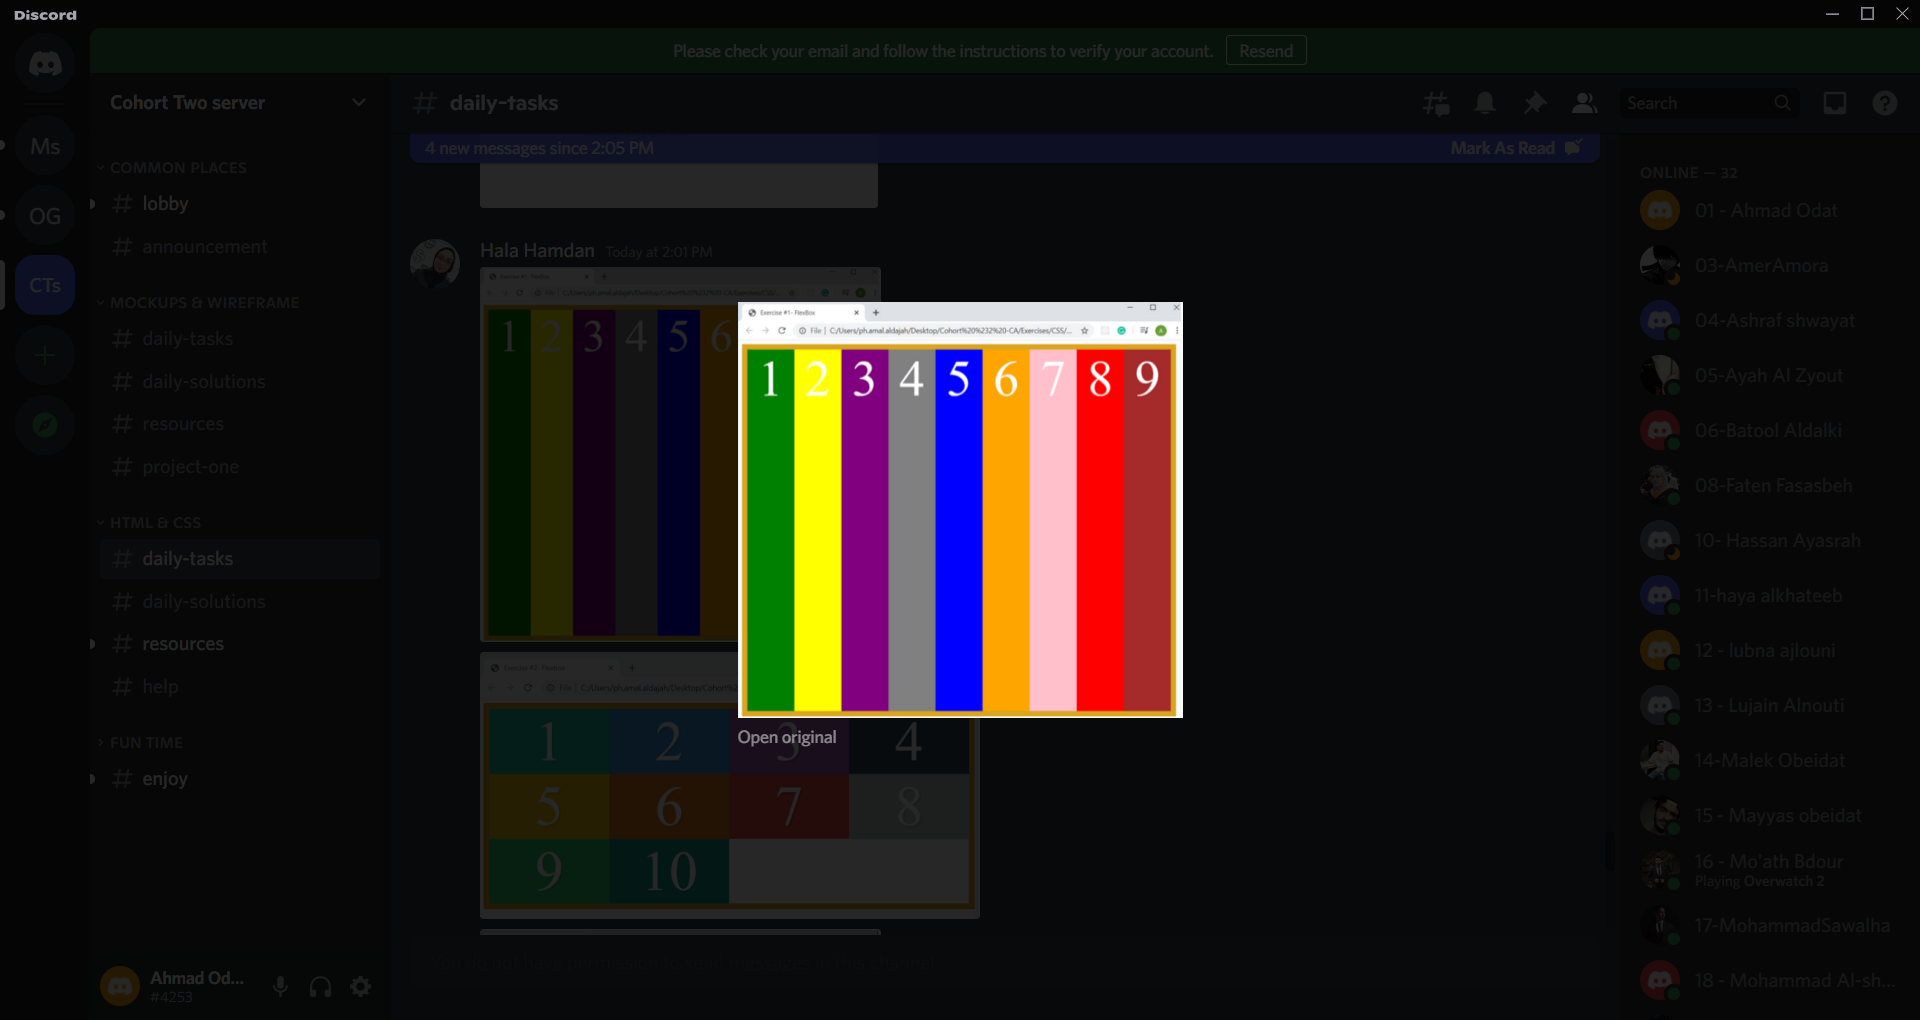 Discord
Please check your email and follow the instructions to verify your account. Resend
Cohort Two server
daily-tasks
Search
4 new messages since 2:05 PM
Mark As Read
Ms
OG
CTs
COMMON PLACES
lobby
announcement
MOCKUPS & WIREFRAME
daily-tasks
daily-solutions
resources
project-one
HTML & CSS
daily-tasks
daily-solutions
resources
help
FUN TIME
enjoy
Ahmad Od...
#4253
Hala Hamdan Today at 2:01 PM
1 2 3 4 5 6
Exercise #1- FlexBox
File | C:/Users/ph.amal.aldajah/Desktop/Cohort%20%232%20-CA/Exercises/CSS/...
1 2 3 4 5 6 7 8 9
Open original
1 2 3 4
5 6 7 8
9 10
ONLINE — 32
01 - Ahmad Odat
03-AmerAmora
04-Ashraf shwayat
05-Ayah Al Zyout
06-Batool Aldalki
08-Faten Fasasbeh
10- Hassan Ayasrah
11-haya alkhateeb
12 - lubna ajlouni
13 - Lujain Alnouti
14-Malek Obeidat
15 - Mayyas obeidat
16 - Mo'ath Bdour
Playing Overwatch 2
17-MohammadSawalha
18 - Mohammad Al-sh...